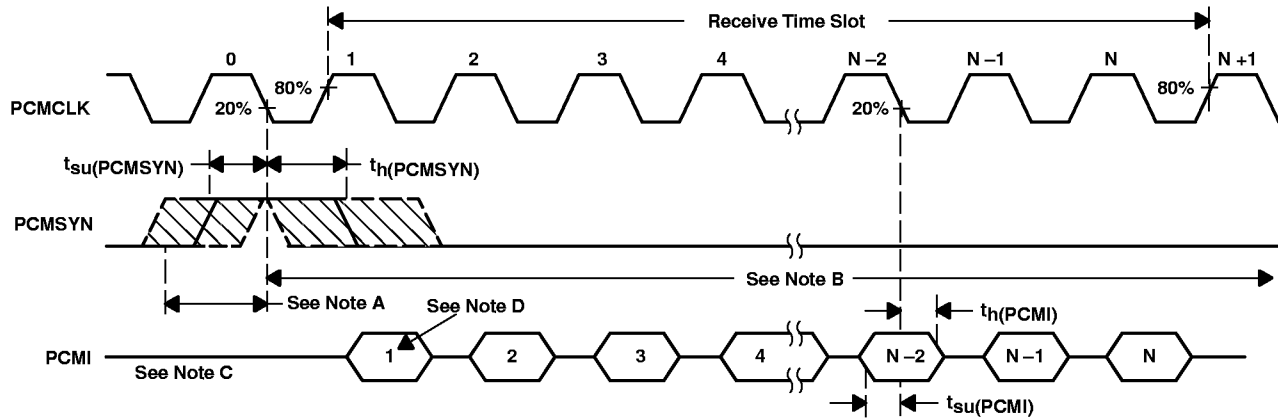 Receive Time Slot
0 1 2 3 4 N–2 N–1 N N+1
PCMCLK
80%
20%
20%
80%
tsu(PCMSYN)
th(PCMSYN)
PCMSYN
See Note A
See Note B
See Note D
th(PCMI)
PCMI
1 2 3 4 N–2 N–1 N
See Note C
tsu(PCMI)